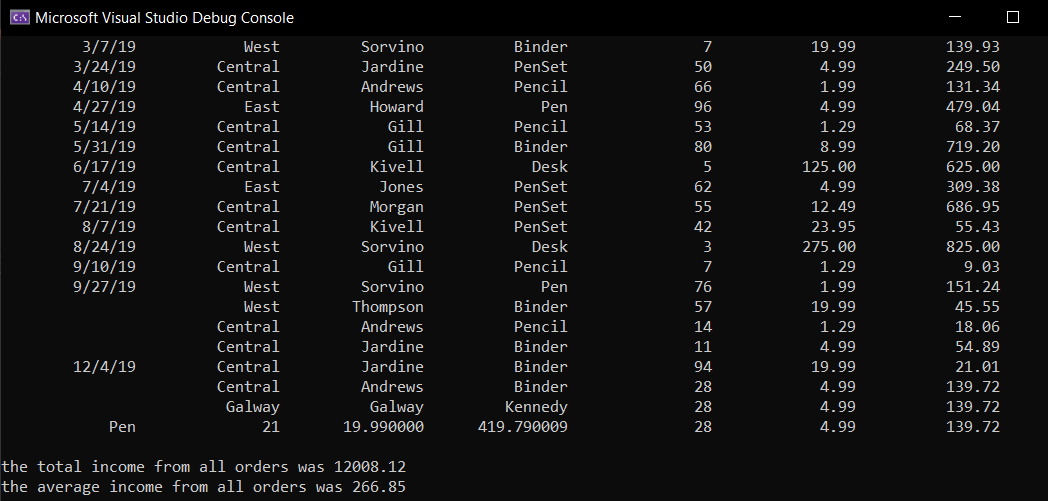 Microsoft Visual Studio Debug Console
3/7/19 West Sorvino Binder 7 19.99 139.93
3/24/19 Central Jardine PenSet 50 4.99 249.50
4/10/19 Central Andrews Pencil 66 1.99 131.34
4/27/19 East Howard Pen 96 4.99 479.04
5/14/19 Central Gill Pencil 53 1.29 68.37
5/31/19 Central Gill Binder 80 8.99 719.20
6/17/19 Central Kivell Desk 5 125.00 625.00
7/4/19 East Jones PenSet 62 4.99 309.38
7/21/19 Central Morgan PenSet 55 12.49 686.95
8/7/19 Central Kivell PenSet 42 23.95 55.43
8/24/19 West Sorvino Desk 3 275.00 825.00
9/10/19 Central Gill Pencil 7 1.29 9.03
9/27/19 West Sorvino Pen 76 1.99 151.24
West Thompson Binder 57 19.99 45.55
Central Andrews Pencil 14 1.29 18.06
Central Jardine Binder 11 4.99 54.89
12/4/19 Central Jardine Binder 94 19.99 21.01
Central Andrews Binder 28 4.99 139.72
Galway Galway Kennedy 28 4.99 139.72
Pen 21 19.990000 419.790009 28 4.99 139.72
the total income from all orders was 12008.12
the average income from all orders was 266.85